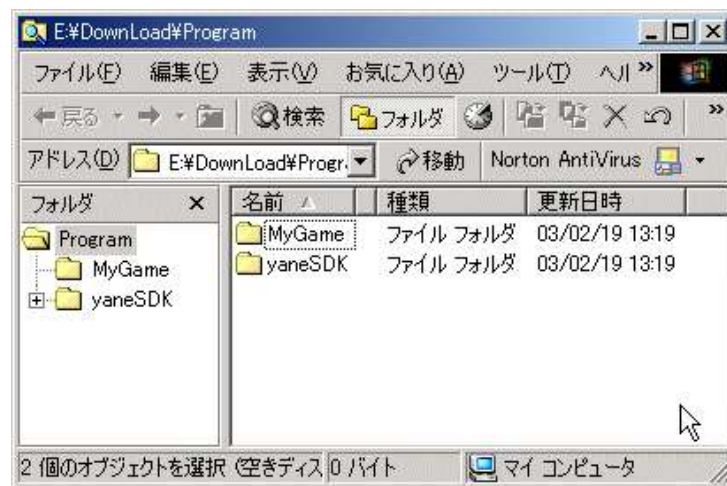 E:¥DownLoad¥Program
ファイル(F) 編集(E) 表示(V) お気に入り(A) ツール(T) ヘル »
戻る 検索 フォルダ »
アドレス(D) E:¥DownLoad¥Progr 移動 Norton AntiVirus
フォルダ × 名前 種類 更新日時
Program
MyGame
yaneSDK
MyGame ファイル フォルダ 03/02/19 13:19
yaneSDK ファイル フォルダ 03/02/19 13:19
2 個のオブジェクトを選択 (空きディス 0 バイト マイ コンピュータ